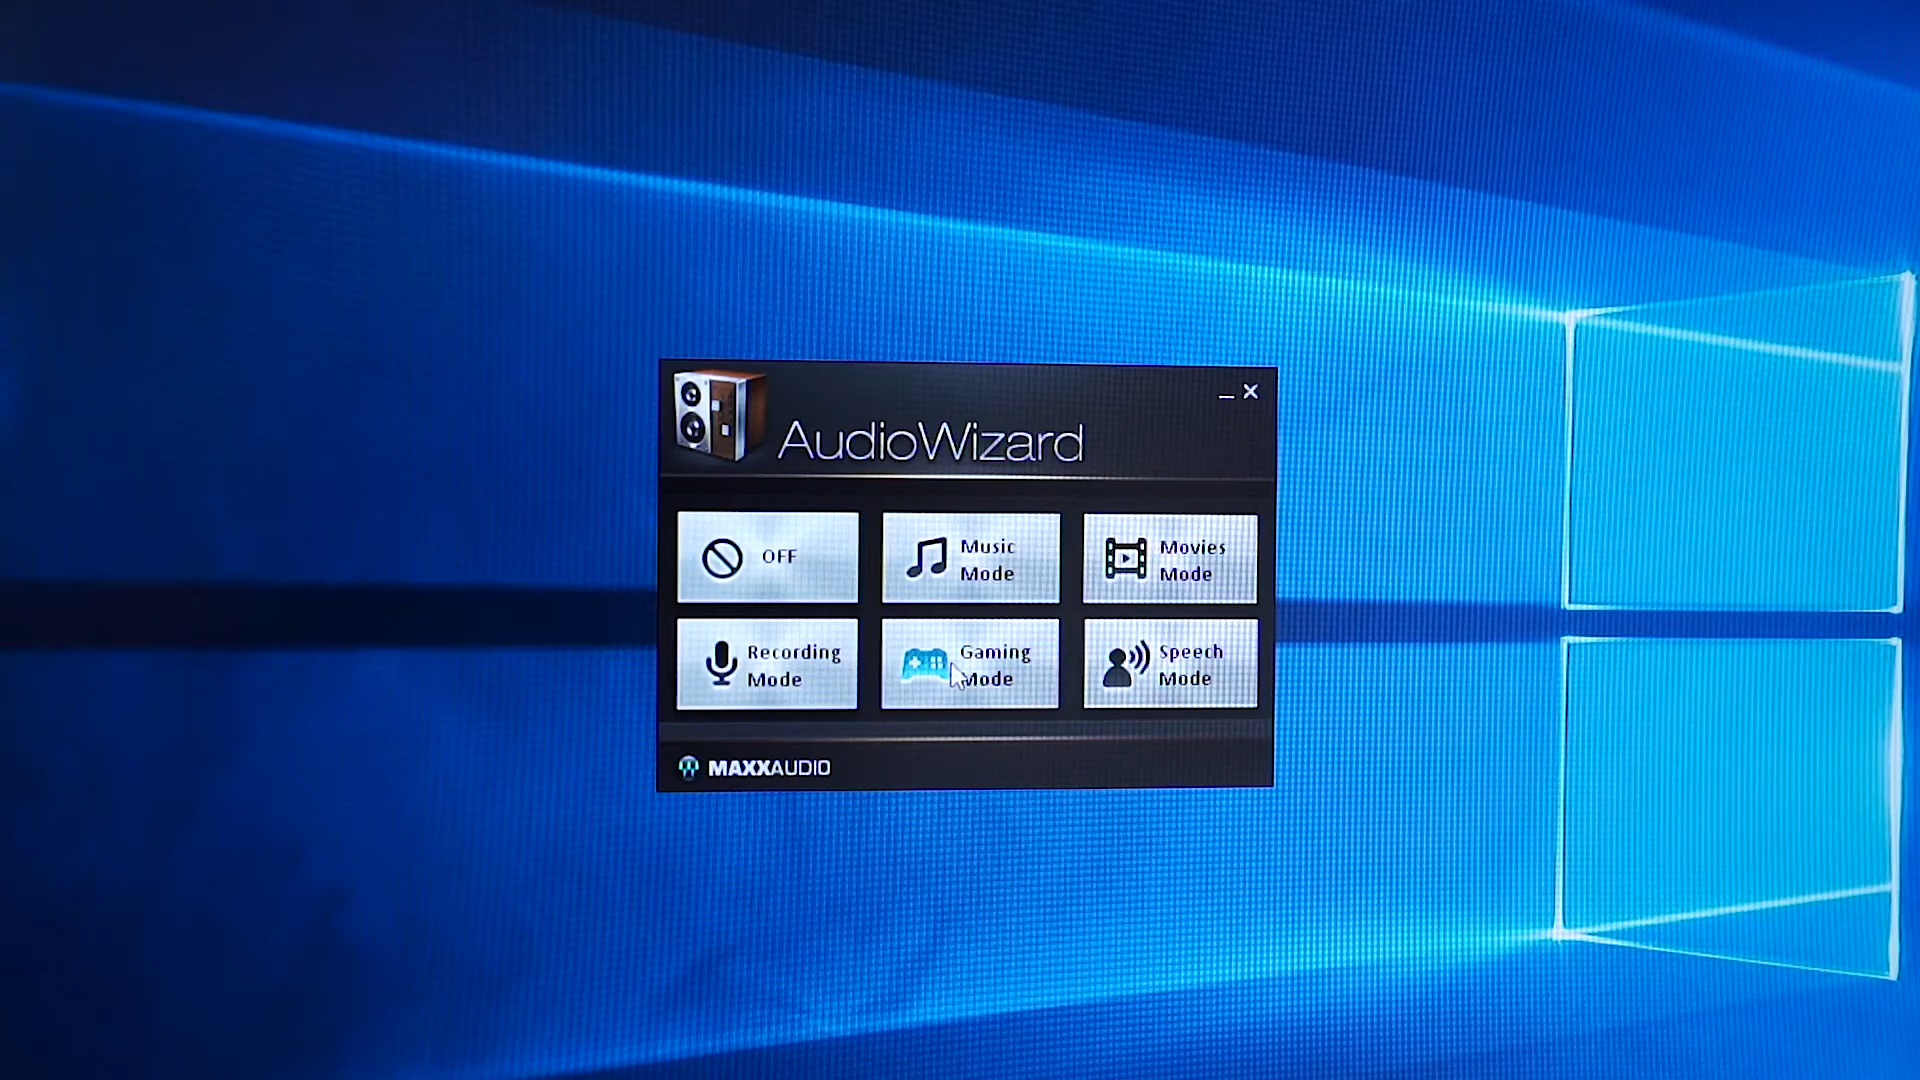 AudioWizard
OFF
Music
Mode
Movies
Mode
Recording
Mode
Gaming
Mode
Speech
Mode
MAXXAUDIO